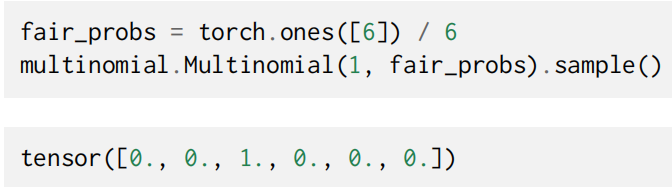 fair_probs = torch.ones([6]) / 6
multinomial.Multinomial(1, fair_probs).sample()
tensor([0., 0., 1., 0., 0., 0.])